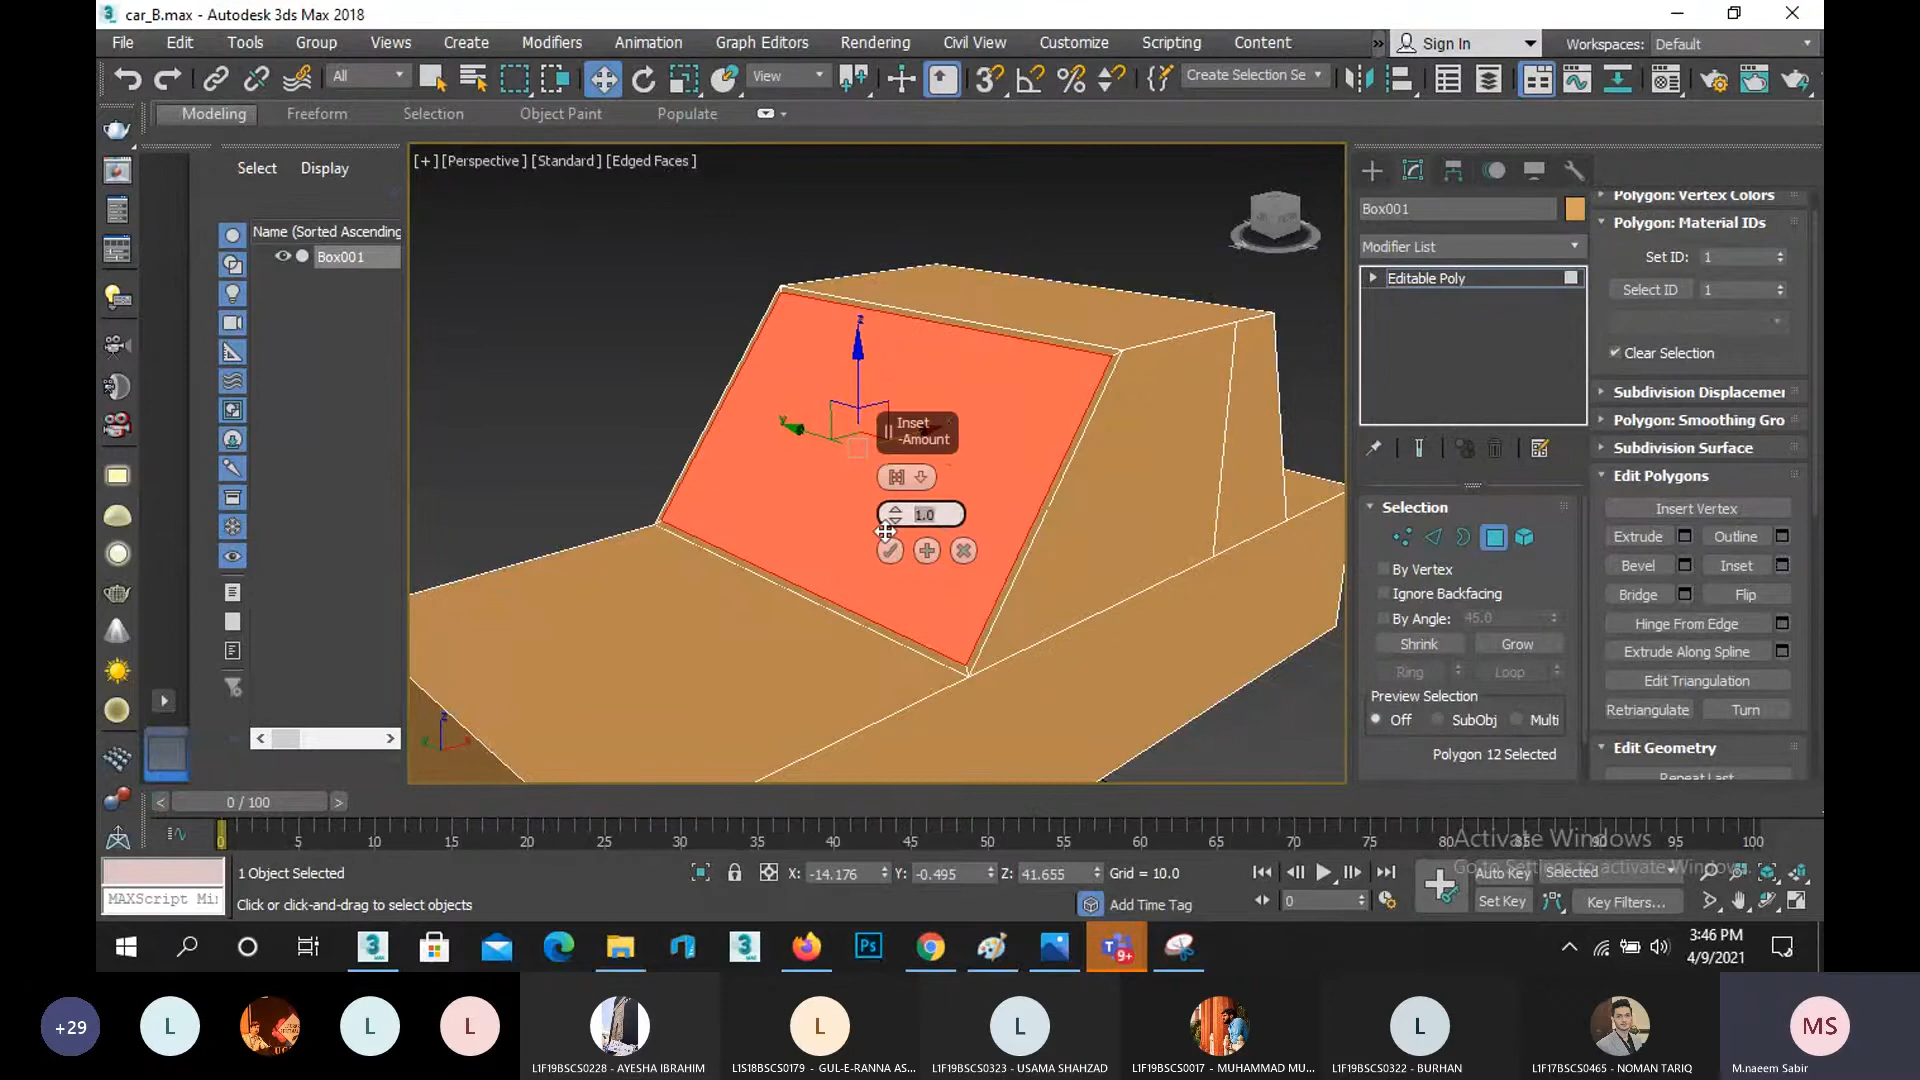 car_B.max - Autodesk 3ds Max 2018
File Edit Tools Group Views Create Modifiers Animation Graph Editors Rendering Civil View Customize Scripting Content
Sign In
Workspaces: Default
All
View
Create Selection Se
Modeling Freeform Selection Object Paint Populate
Select Display
Name (Sorted Ascending
Box001
[+] [Perspective] [Standard] [Edged Faces]
z
y
Inset
-Amount
1.0
Box001
Modifier List
Editable Poly
Selection
By Vertex
Ignore Backfacing
By Angle: 45.0
Shrink Grow
Ring Loop
Preview Selection
Off SubObj Multi
Polygon 12 Selected
Polygon: Vertex Colors
Polygon: Material IDs
Set ID: 1
Select ID 1
Clear Selection
Subdivision Displacemer
Polygon: Smoothing Gro
Subdivision Surface
Edit Polygons
Insert Vertex
Extrude Outline
Bevel Inset
Bridge Flip
Hinge From Edge
Extrude Along Spline
Edit Triangulation
Retriangulate Turn
Edit Geometry
Repeat Last
0 / 100
0 5 10 15 20 25 30 35 40 45 50 55 60 65 70 75 80 85 90 95 100
Activate Windows
Go to Settings to activate Windows.
MAXScript Mi
1 Object Selected
Click or click-and-drag to select objects
X: -14.176 Y: -0.495 Z: 41.655 Grid = 10.0
Add Time Tag
0
Auto Key Selected
Set Key Key Filters...
Ps
9+
3:46 PM
4/9/2021
+29
L
L
L
L
L
L
MS
L1F19BSCS0228 - AYESHA IBRAHIM
L1S18BSCS0179 - GUL-E-RANNA AS...
L1F19BSCS0323 - USAMA SHAHZAD
L1F19BSCS0017 - MUHAMMAD MU...
L1F19BSCS0322 - BURHAN
L1F17BSCS0465 - NOMAN TARIQ
M.naeem Sabir